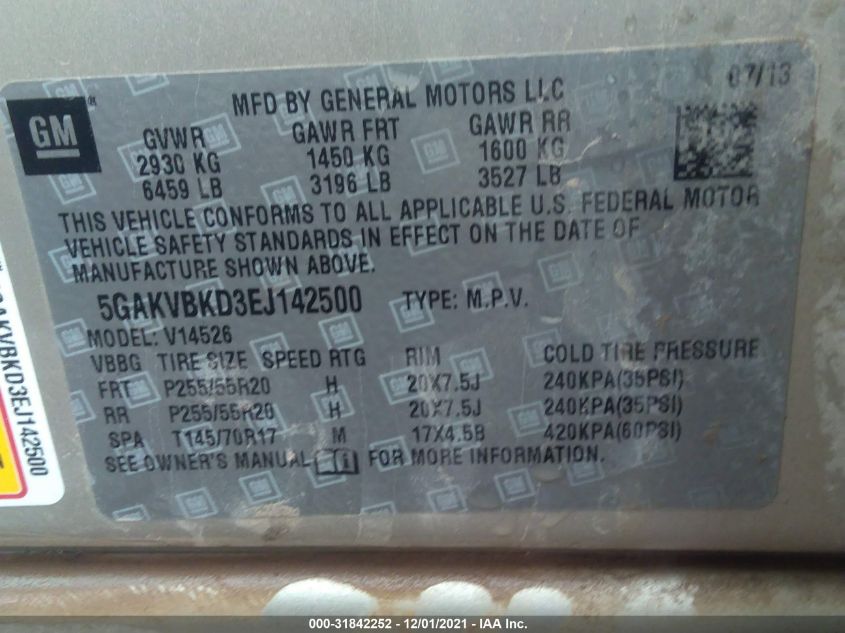 07/13
GM
MFD BY GENERAL MOTORS LLC
GVWR GAWR FRT GAWR RR
2930 KG 1450 KG 1600 KG
6459 LB 3196 LB 3527 LB
THIS VEHICLE CONFORMS TO ALL APPLICABLE U.S. FEDERAL MOTOR
VEHICLE SAFETY STANDARDS IN EFFECT ON THE DATE OF
MANUFACTURE SHOWN ABOVE.
5GAKVBKD3EJ142500 TYPE: M.P.V.
MODEL: V14526
VBBG TIRE SIZE SPEED RTG RIM COLD TIRE PRESSURE
FRT P255/55R20 H 20X7.5J 240KPA(35PSI)
RR P255/55R20 H 20X7.5J 240KPA(35PSI)
SPA T145/70R17 M 17X4.5B 420KPA(60PSI)
SEE OWNER'S MANUAL FOR MORE INFORMATION.
GAKVBKD3EJ142500
000-31842252 - 12/01/2021 - IAA Inc.